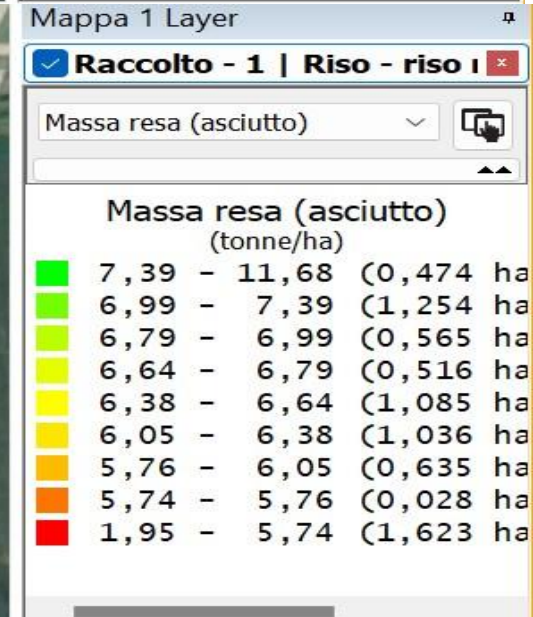 Mappa 1 Layer
Raccolto - 1 | Riso - riso
Massa resa (asciutto)
Massa resa (asciutto)
(tonne/ha)
7,39 - 11,68 (0,474 ha
6,99 - 7,39 (1,254 ha
6,79 - 6,99 (0,565 ha
6,64 - 6,79 (0,516 ha
6,38 - 6,64 (1,085 ha
6,05 - 6,38 (1,036 ha
5,76 - 6,05 (0,635 ha
5,74 - 5,76 (0,028 ha
1,95 - 5,74 (1,623 ha